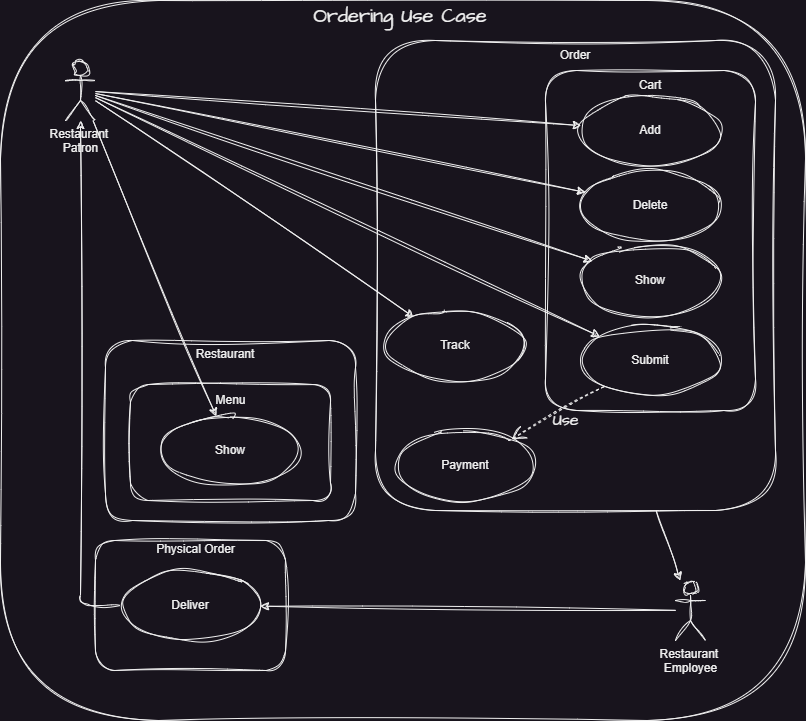 Ordering Use Case
Order
Cart
Add
Restaurant
Patron
Delete
Show
Track
Submit
Restaurant
Menu
Use
Show
Payment
Physical Order
Deliver
Restaurant
Employee